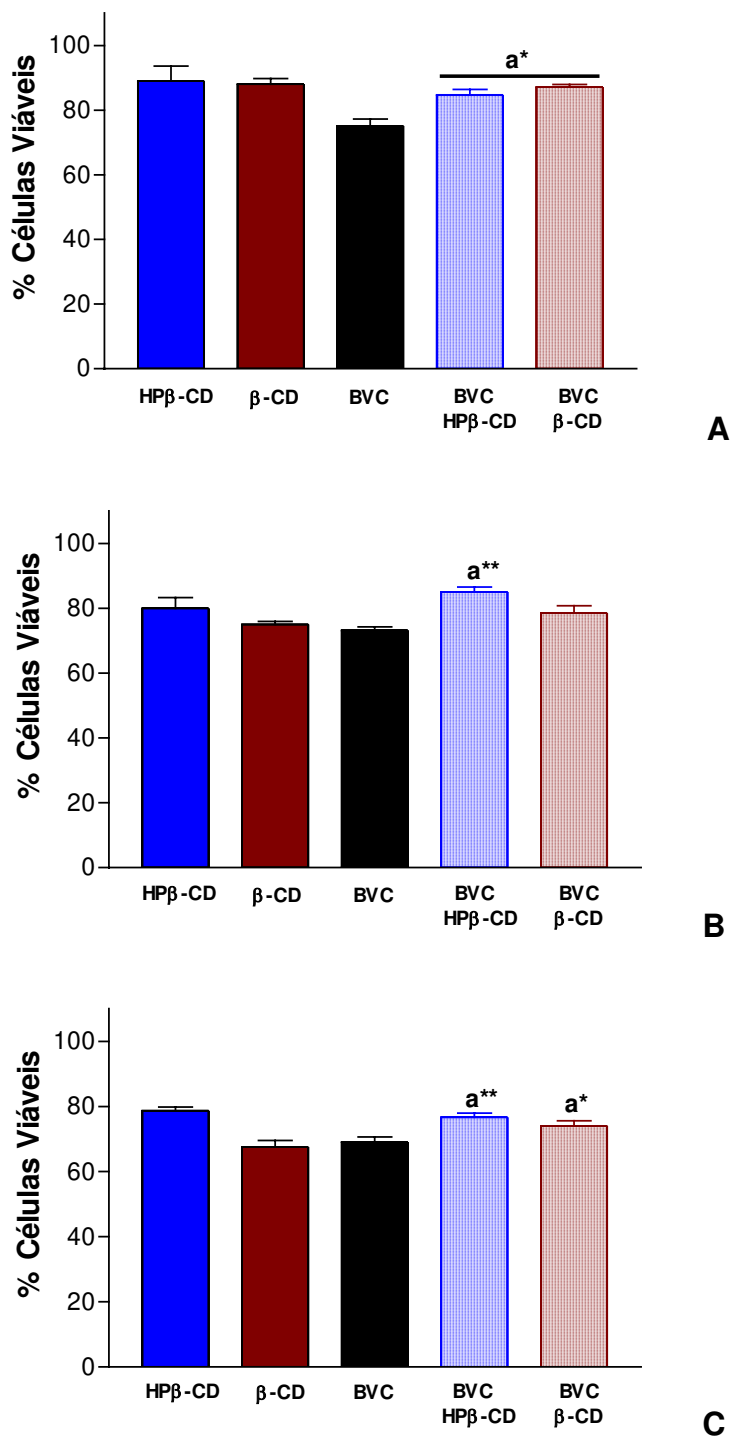 % Células Viáveis
100
80
60
40
20
0
a*
HPβ-CD
β-CD
BVC
BVC
HPβ-CD
BVC
β-CD
A
% Células Viáveis
100
80
60
40
20
0
a**
HPβ-CD
β-CD
BVC
BVC
HPβ-CD
BVC
β-CD
B
% Células Viáveis
100
80
60
40
20
0
a**
a*
HPβ-CD
β-CD
BVC
BVC
HPβ-CD
BVC
β-CD
C